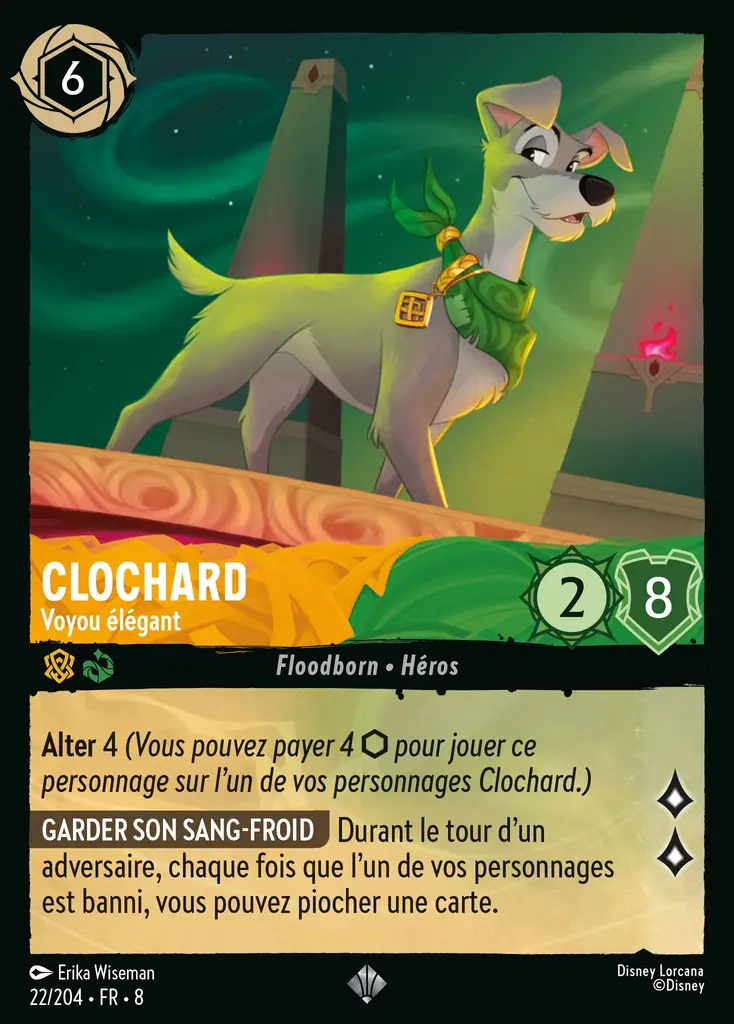 6
CLOCHARD
Voyou élégant
2
8
Floodborn • Héros
Alter 4 (Vous pouvez payer 4 ⬡ pour jouer ce
personnage sur l'un de vos personnages Clochard.)
GARDER SON SANG-FROID Durant le tour d'un
adversaire, chaque fois que l'un de vos personnages
est banni, vous pouvez piocher une carte.
Erika Wiseman
22/204 • FR • 8
Disney Lorcana
©Disney